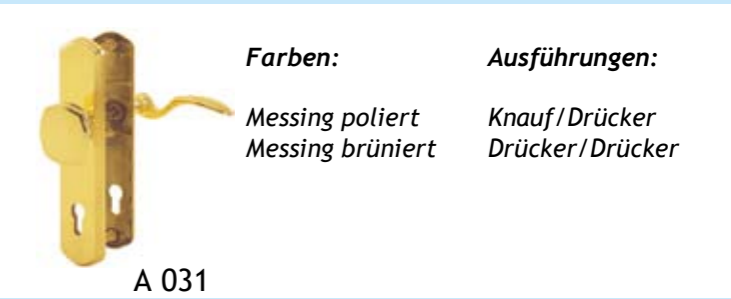 Farben:
Ausführungen:
Messing poliert
Knauf/Drücker
Messing brüniert
Drücker/Drücker
A 031